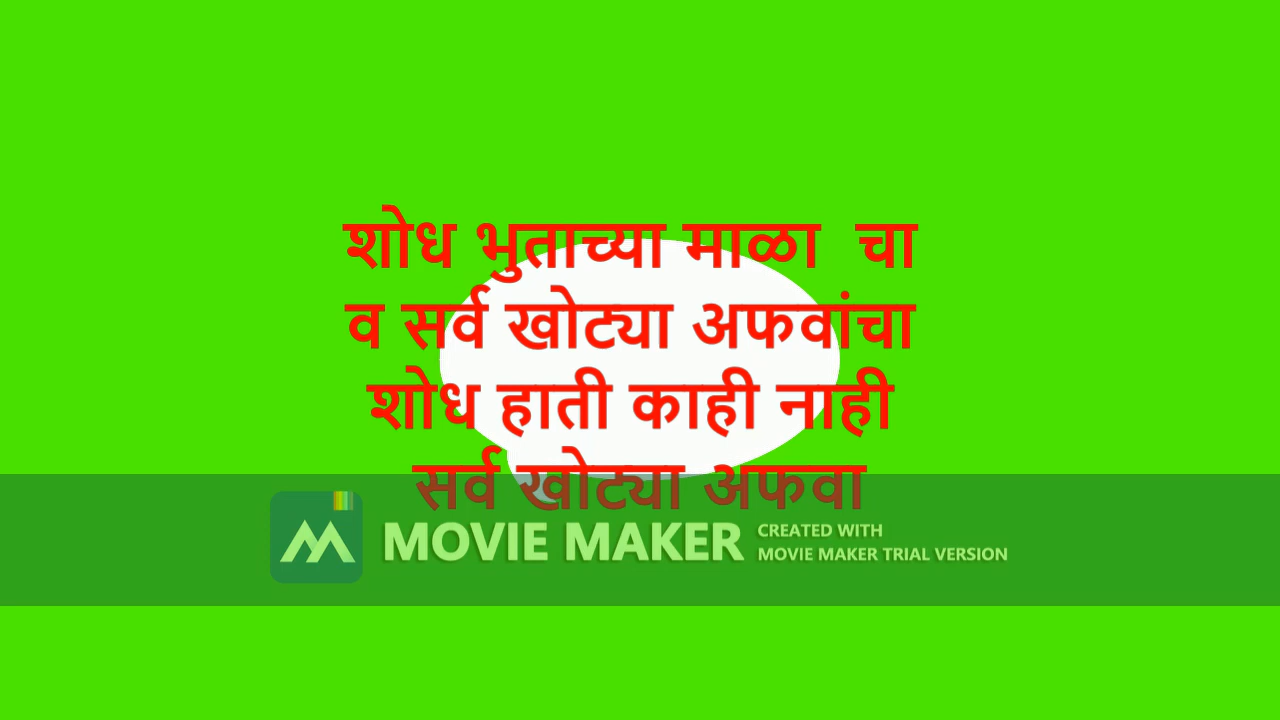 शोध भुताच्या माळा चा
व सर्व खोट्या अफवांचा
शोध हाती काही नाही
सर्व खोट्या अफवा
MOVIE MAKER
CREATED WITH
MOVIE MAKER TRIAL VERSION